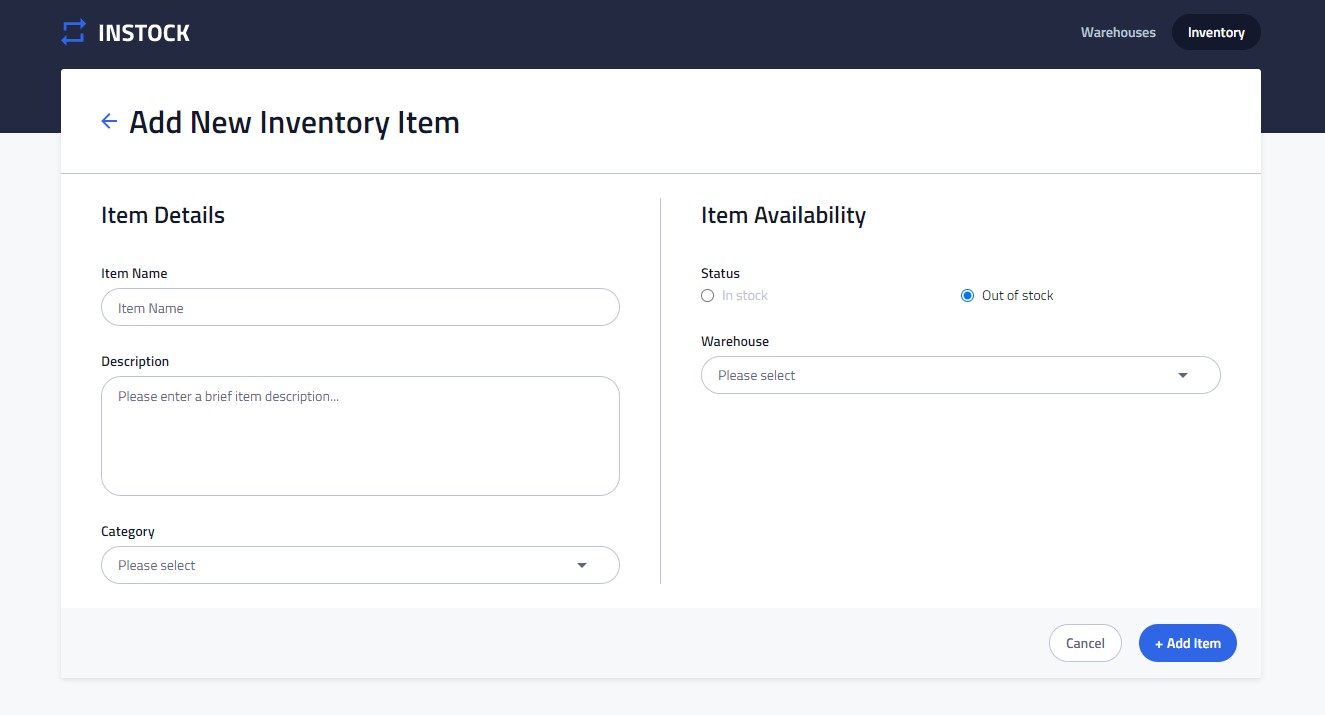 INSTOCK
Warehouses
Inventory
Add New Inventory Item
Item Details
Item Name
Item Name
Description
Please enter a brief item description...
Category
Please select
Item Availability
Status
In stock
Out of stock
Warehouse
Please select
Cancel
+ Add Item